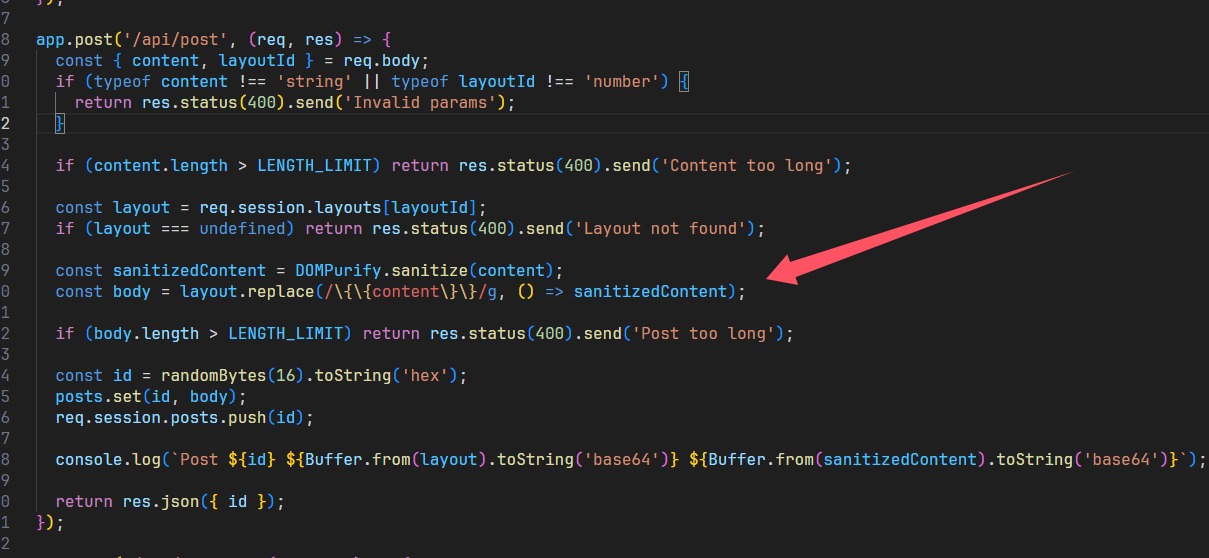 });
7
8 app.post('/api/post', (req, res) => {
9 const { content, layoutId } = req.body;
0 if (typeof content !== 'string' || typeof layoutId !== 'number') {
1 return res.status(400).send('Invalid params');
2 }
3
4 if (content.length > LENGTH_LIMIT) return res.status(400).send('Content too long');
5
6 const layout = req.session.layouts[layoutId];
7 if (layout === undefined) return res.status(400).send('Layout not found');
8
9 const sanitizedContent = DOMPurify.sanitize(content);
0 const body = layout.replace(/\{\{content\}\}/g, () => sanitizedContent);
1
2 if (body.length > LENGTH_LIMIT) return res.status(400).send('Post too long');
3
4 const id = randomBytes(16).toString('hex');
5 posts.set(id, body);
6 req.session.posts.push(id);
7
8 console.log(`Post ${id} ${Buffer.from(layout).toString('base64')} ${Buffer.from(sanitizedContent).toString('base64')}`);
9
0 return res.json({ id });
1 });
2